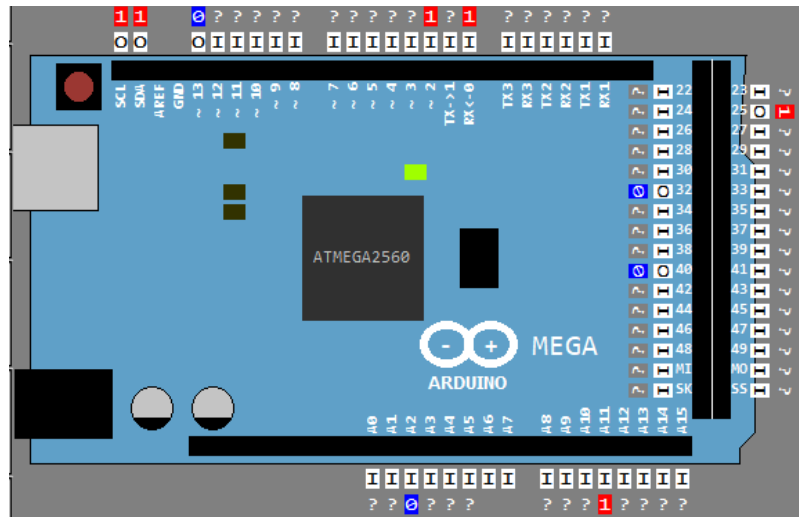 1 1 0 ? ? ? ? ? ? ? ? ? ? 1 ? 1 ? ? ? ? ? ?
O O O I I I I I I I I I I I I I I I I I I I
SCL
SDA
AREF
GND
~ 13
~ 12
~ 11
~ 10
~ 9
~ 8
~ 7
~ 6
~ 5
~ 4
~ 3
~ 2
TX->1
RX<-0
TX3
RX3
TX2
RX2
TX1
RX1
? I 22 23 I ?
? I 24 25 O 1
? I 26 27 I ?
? I 28 29 I ?
? I 30 31 I ?
0 O 32 33 I ?
? I 34 35 I ?
? I 36 37 I ?
? I 38 39 I ?
0 O 40 41 I ?
? I 42 43 I ?
? I 44 45 I ?
? I 46 47 I ?
? I 48 49 I ?
? I MI MO I ?
? I SK SS I ?
ATMEGA2560
- + MEGA
ARDUINO
A0
A1
A2
A3
A4
A5
A6
A7
A8
A9
A10
A11
A12
A13
A14
A15
I I I I I I I I I I I I I I I I
? ? 0 ? ? ? ? ? ? 1 ? ? ? ?